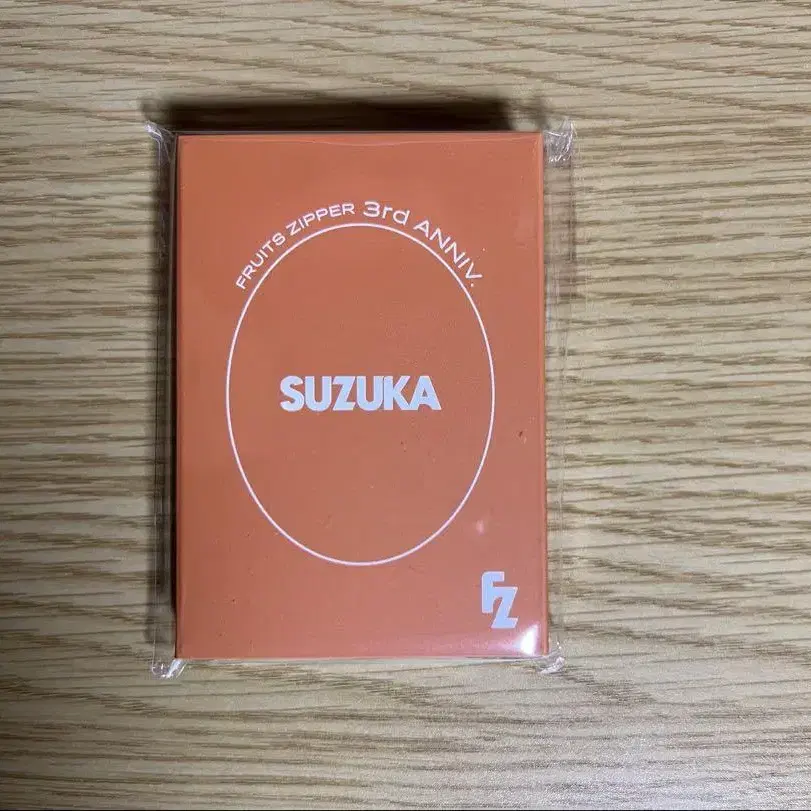 FRUITS ZIPPER 3rd ANNIV.
SUZUKA
FZ